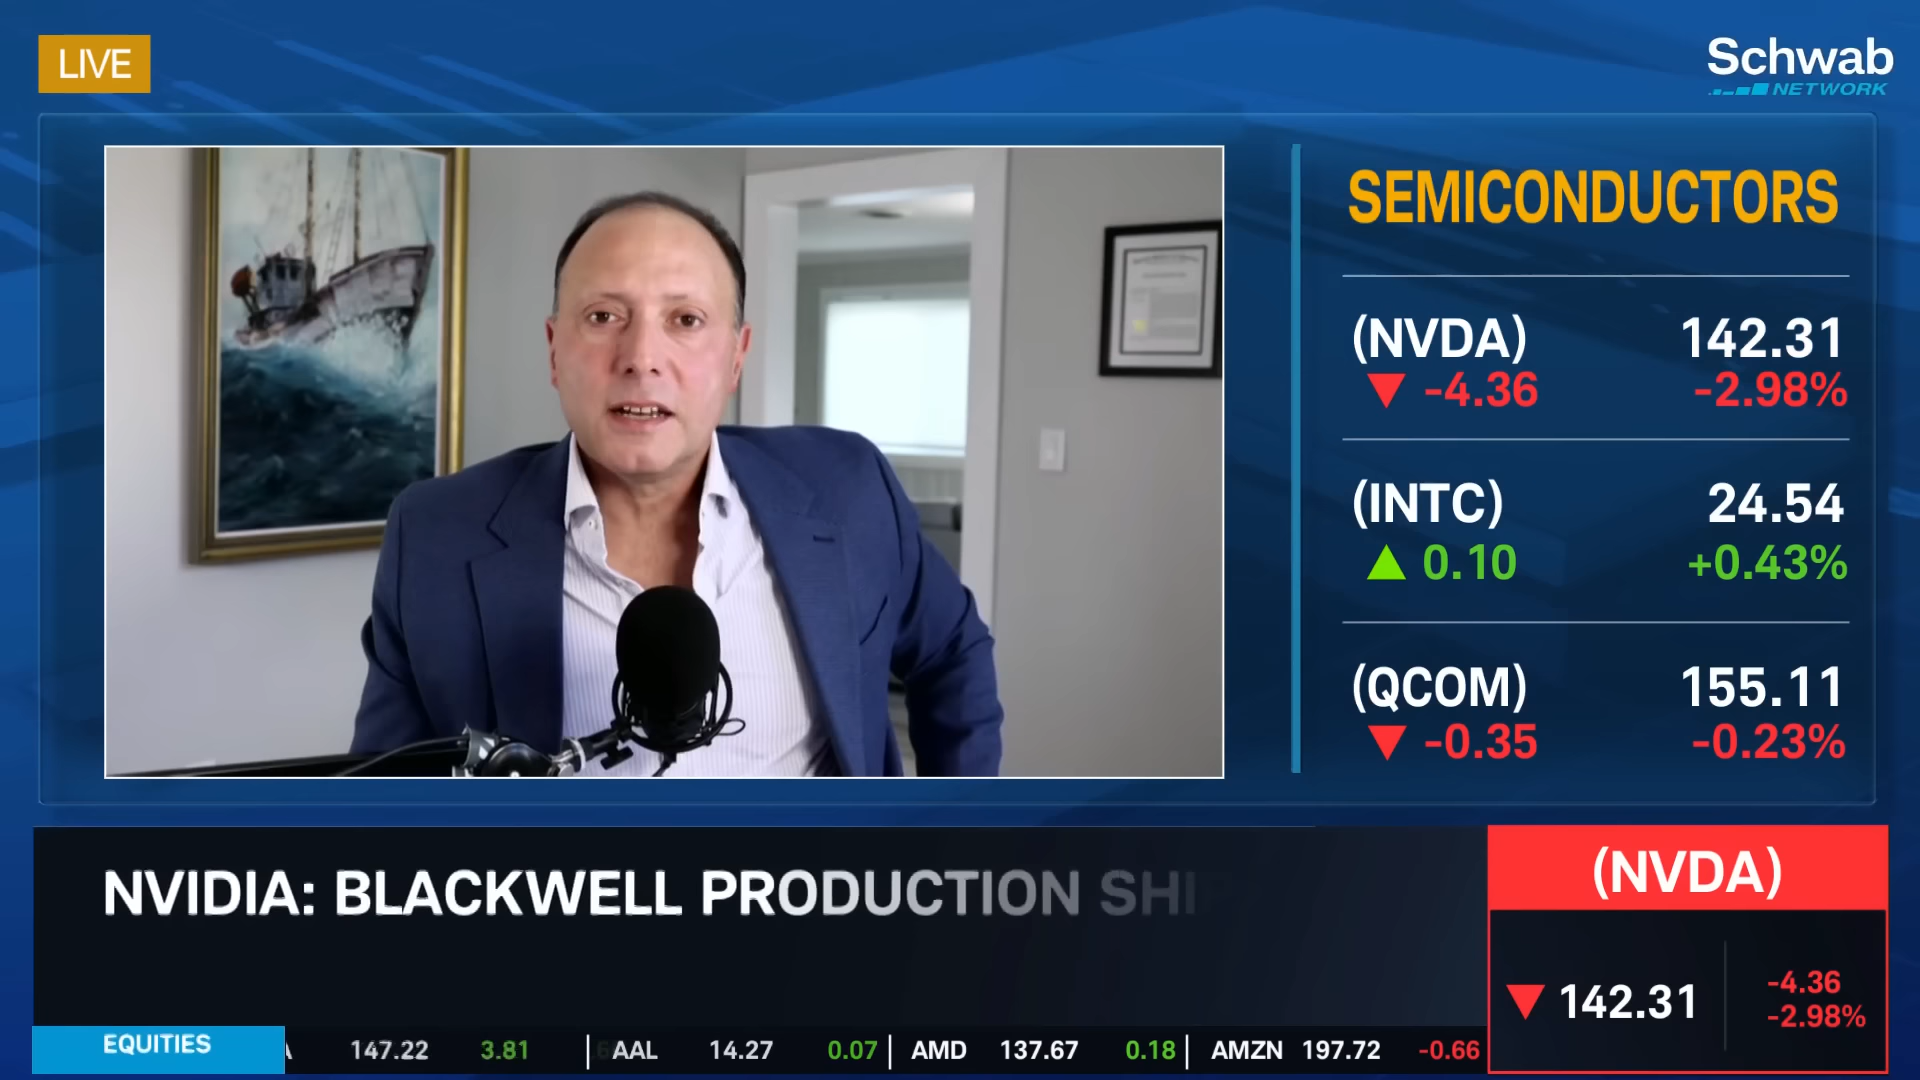 LIVE
Schwab
NETWORK
SEMICONDUCTORS
(NVDA) 142.31
▼ -4.36 -2.98%
(INTC) 24.54
▲ 0.10 +0.43%
(QCOM) 155.11
▼ -0.35 -0.23%
NVIDIA: BLACKWELL PRODUCTION
(NVDA)
▼ 142.31
-4.36
-2.98%
EQUITIES 147.22 3.81 AAL 14.27 0.07 AMD 137.67 0.18 AMZN 197.72 -0.66